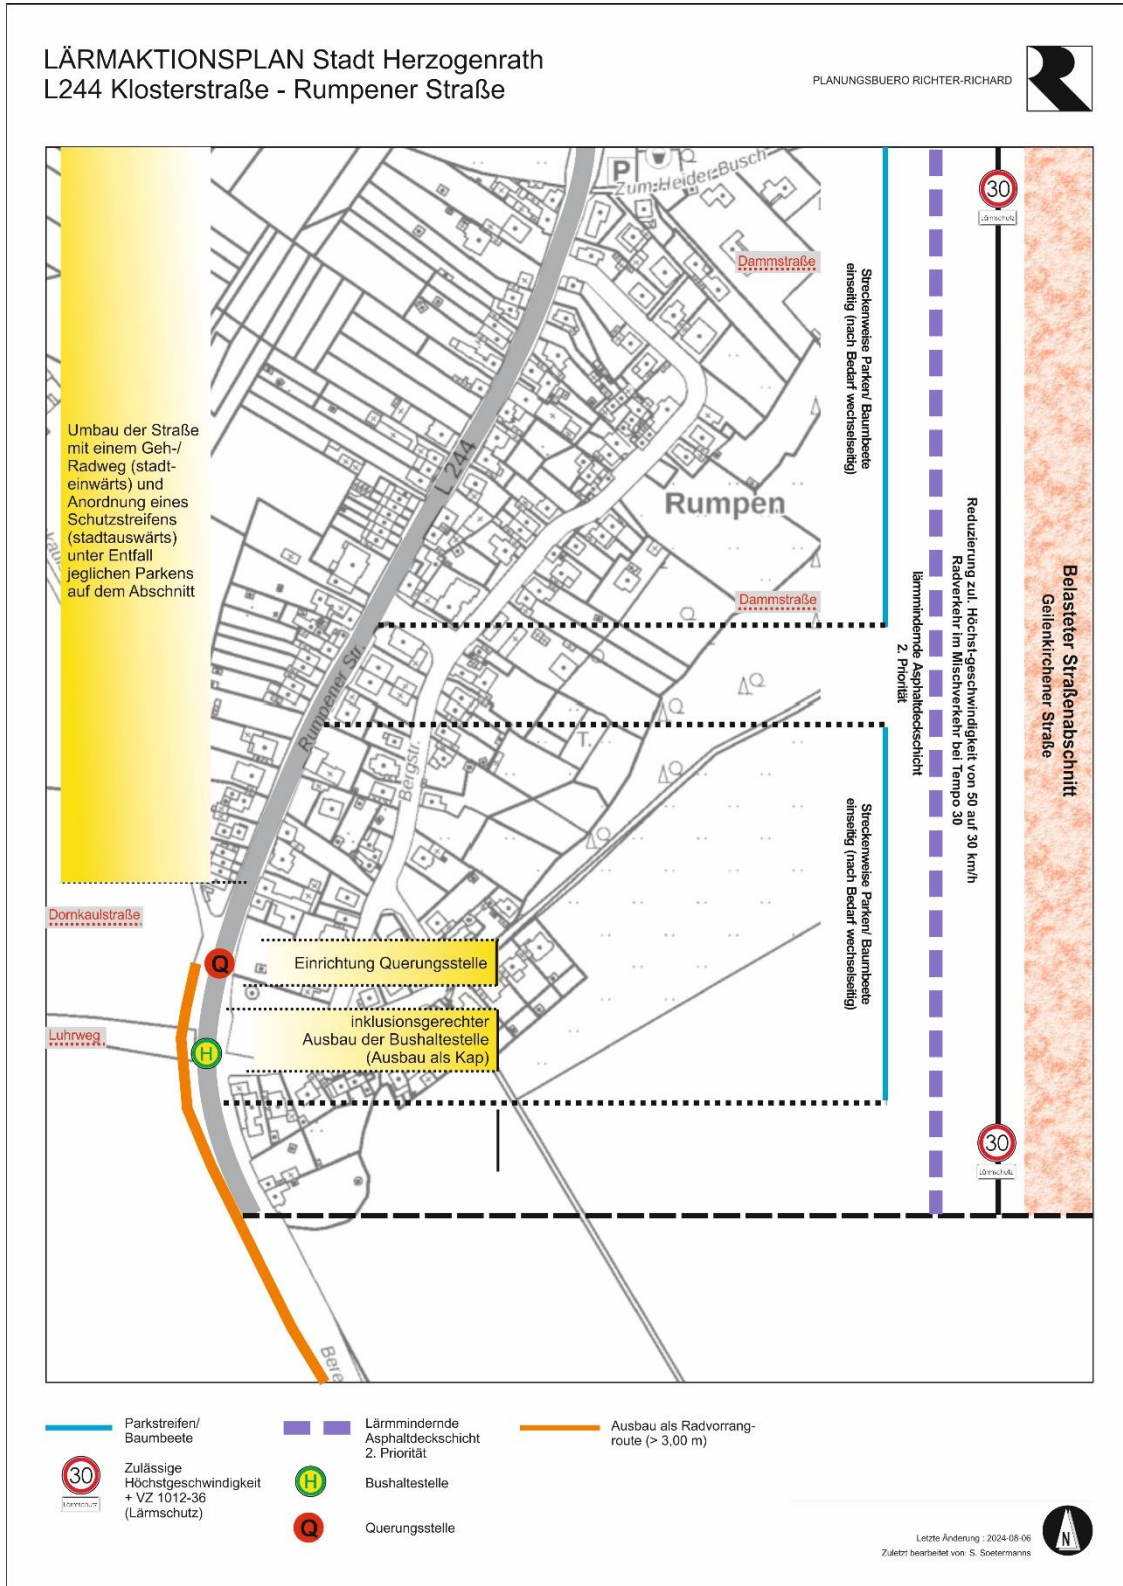 LÄRMAKTIONSPLAN Stadt Herzogenrath
L244 Klosterstraße - Rumpener Straße
PLANUNGSBUERO RICHTER-RICHARD
P
Zum-Heider-Busch
Dammstraße
L 244
Rumpen
Dammstraße
Rumpener Str.
Bergstr.
T.
Umbau der Straße
mit einem Geh-/
Radweg (stadt-
einwärts) und
Anordnung eines
Schutzstreifens
(stadtauswärts)
unter Entfall
jeglichen Parkens
auf dem Abschnitt
Dornkaulstraße
Q
Einrichtung Querungsstelle
Luhrweg
H
inklusionsgerechter
Ausbau der Bushaltestelle
(Ausbau als Kap)
Bere
Streckenweise Parken/ Baumbeete
einseitig (nach Bedarf wechselseitig)
Streckenweise Parken/ Baumbeete
einseitig (nach Bedarf wechselseitig)
lärmmindernde Asphaltdeckschicht
2. Priorität
Reduzierung zul. Höchst-geschwindigkeit von 50 auf 30 km/h
Radverkehr im Mischverkehr bei Tempo 30
30
Lärmschutz
30
Lärmschutz
Belasteter Straßenabschnitt
Geilenkirchener Straße
Parkstreifen/
Baumbeete
30
Lärmschutz
Zulässige
Höchstgeschwindigkeit
+ VZ 1012-36
(Lärmschutz)
Lärmmindernde
Asphaltdeckschicht
2. Priorität
H
Bushaltestelle
Q
Querungsstelle
Ausbau als Radvorrang-
route (> 3,00 m)
Letzte Änderung : 2024-08-06
Zuletzt bearbeitet von: S. Soetermanns
N